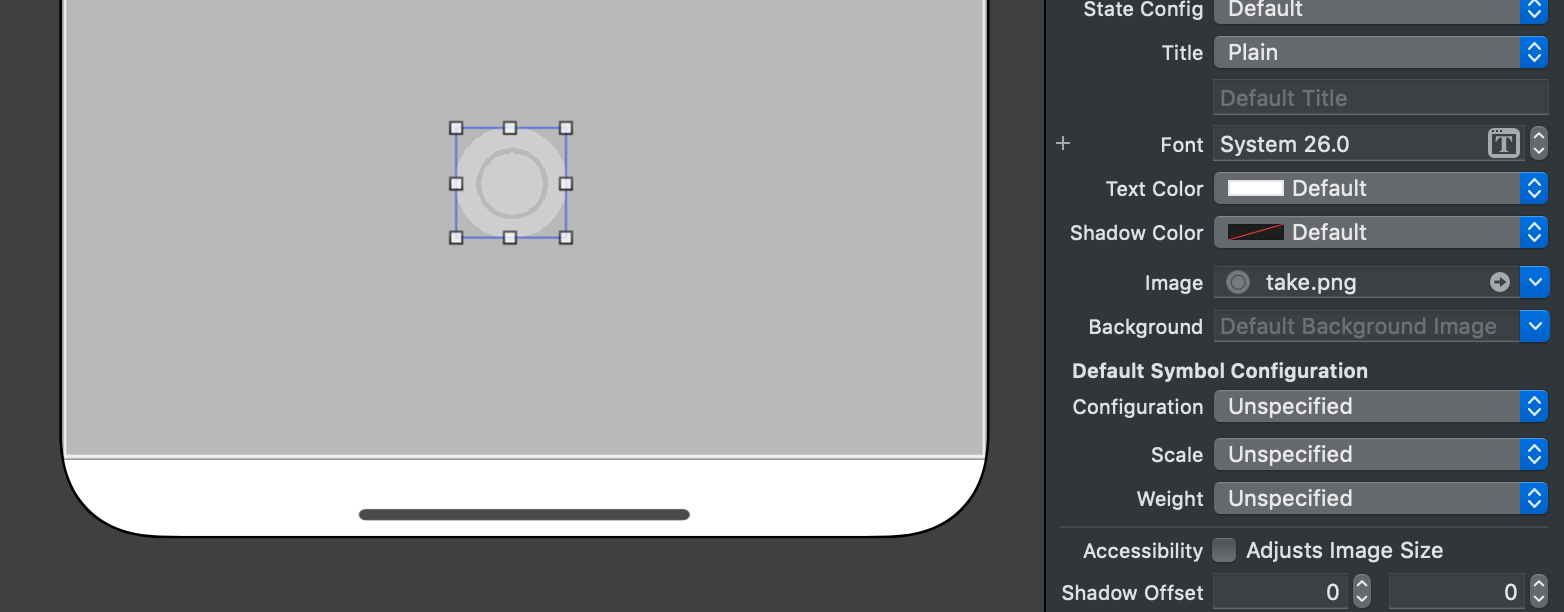 State Config Default
Title Plain
Default Title
+ Font System 26.0 T
Text Color Default
Shadow Color Default
Image take.png
Background Default Background Image
Default Symbol Configuration
Configuration Unspecified
Scale Unspecified
Weight Unspecified
Accessibility Adjusts Image Size
Shadow Offset 0 0